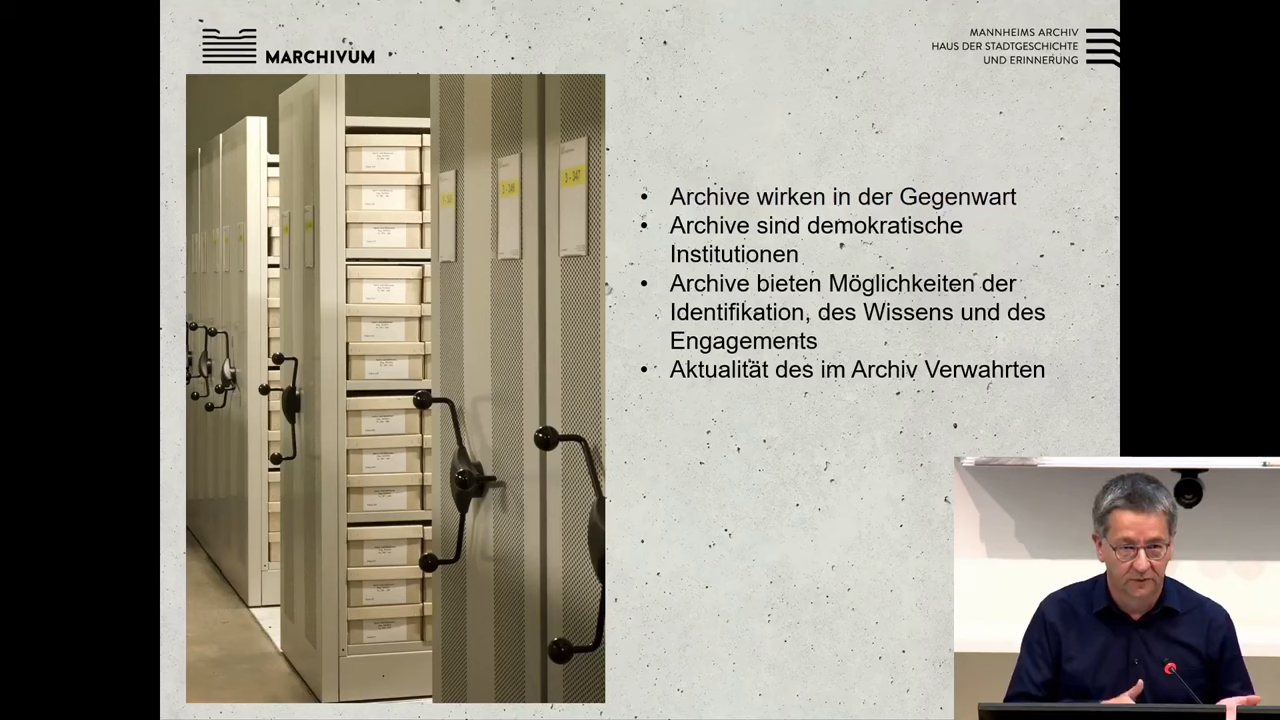 MARCHIVUM
MANNHEIMS ARCHIV
HAUS DER STADTGESCHICHTE
UND ERINNERUNG
• Archive wirken in der Gegenwart
• Archive sind demokratische
Institutionen
• Archive bieten Möglichkeiten der
Identifikation, des Wissens und des
Engagements
• Aktualität des im Archiv Verwahrten